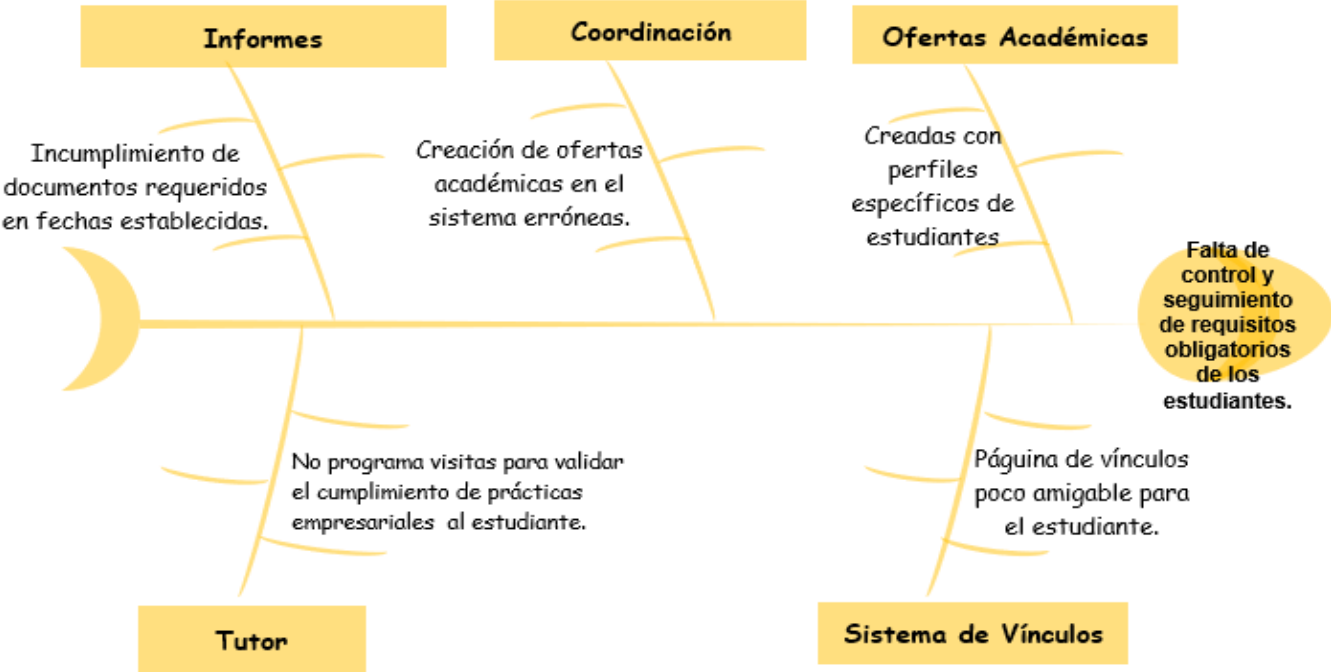 Informes
Coordinación
Ofertas Académicas
Incumplimiento de
documentos requeridos
en fechas establecidas.
Creación de ofertas
académicas en el
sistema erróneas.
Creadas con
perfiles
específicos de
estudiantes
Falta de
control y
seguimiento
de requisitos
obligatorios
de los
estudiantes.
No programa visitas para validar
el cumplimiento de prácticas
empresariales al estudiante.
Páguina de vínculos
poco amigable para
el estudiante.
Tutor
Sistema de Vínculos